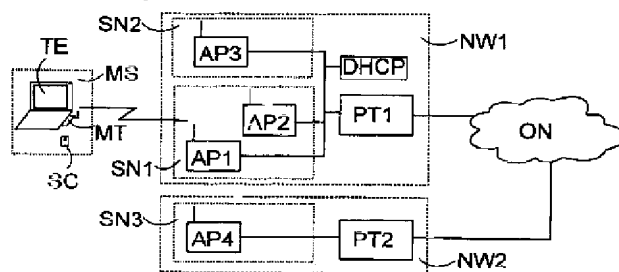 SN2
AP3
NW1
TE
MS
DHCP
MT
AP2
PT1
ON
SC
SN1
AP1
SN3
AP4
PT2
NW2